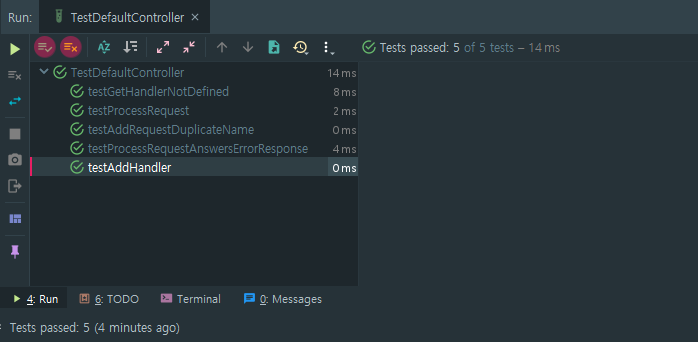 Run: TestDefaultController ×
Tests passed: 5 of 5 tests – 14 ms
TestDefaultController 14 ms
testGetHandlerNotDefined 8 ms
testProcessRequest 2 ms
testAddRequestDuplicateName 0 ms
testProcessRequestAnswersErrorResponse 4 ms
testAddHandler 0 ms
4: Run 6: TODO Terminal 0: Messages
Tests passed: 5 (4 minutes ago)